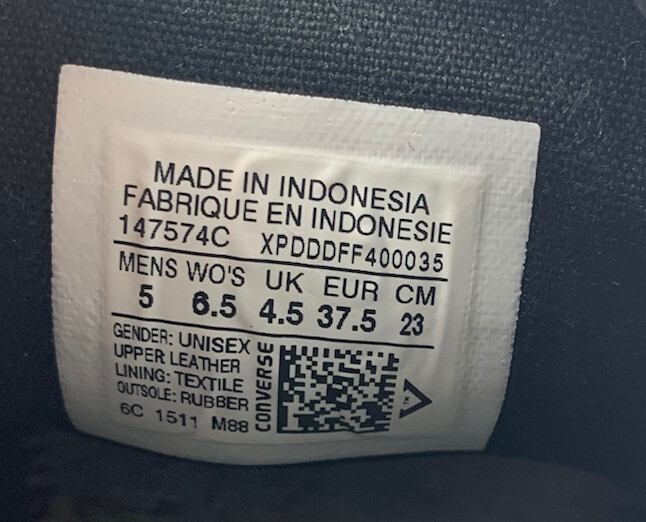 MADE IN INDONESIA
FABRIQUE EN INDONESIE
147574C XPDDDFF400035
MENS WO'S UK EUR CM
5 6.5 4.5 37.5 23
GENDER: UNISEX
UPPER: LEATHER
LINING: TEXTILE
OUTSOLE: RUBBER
6C 1511 M88
CONVERSE
TM